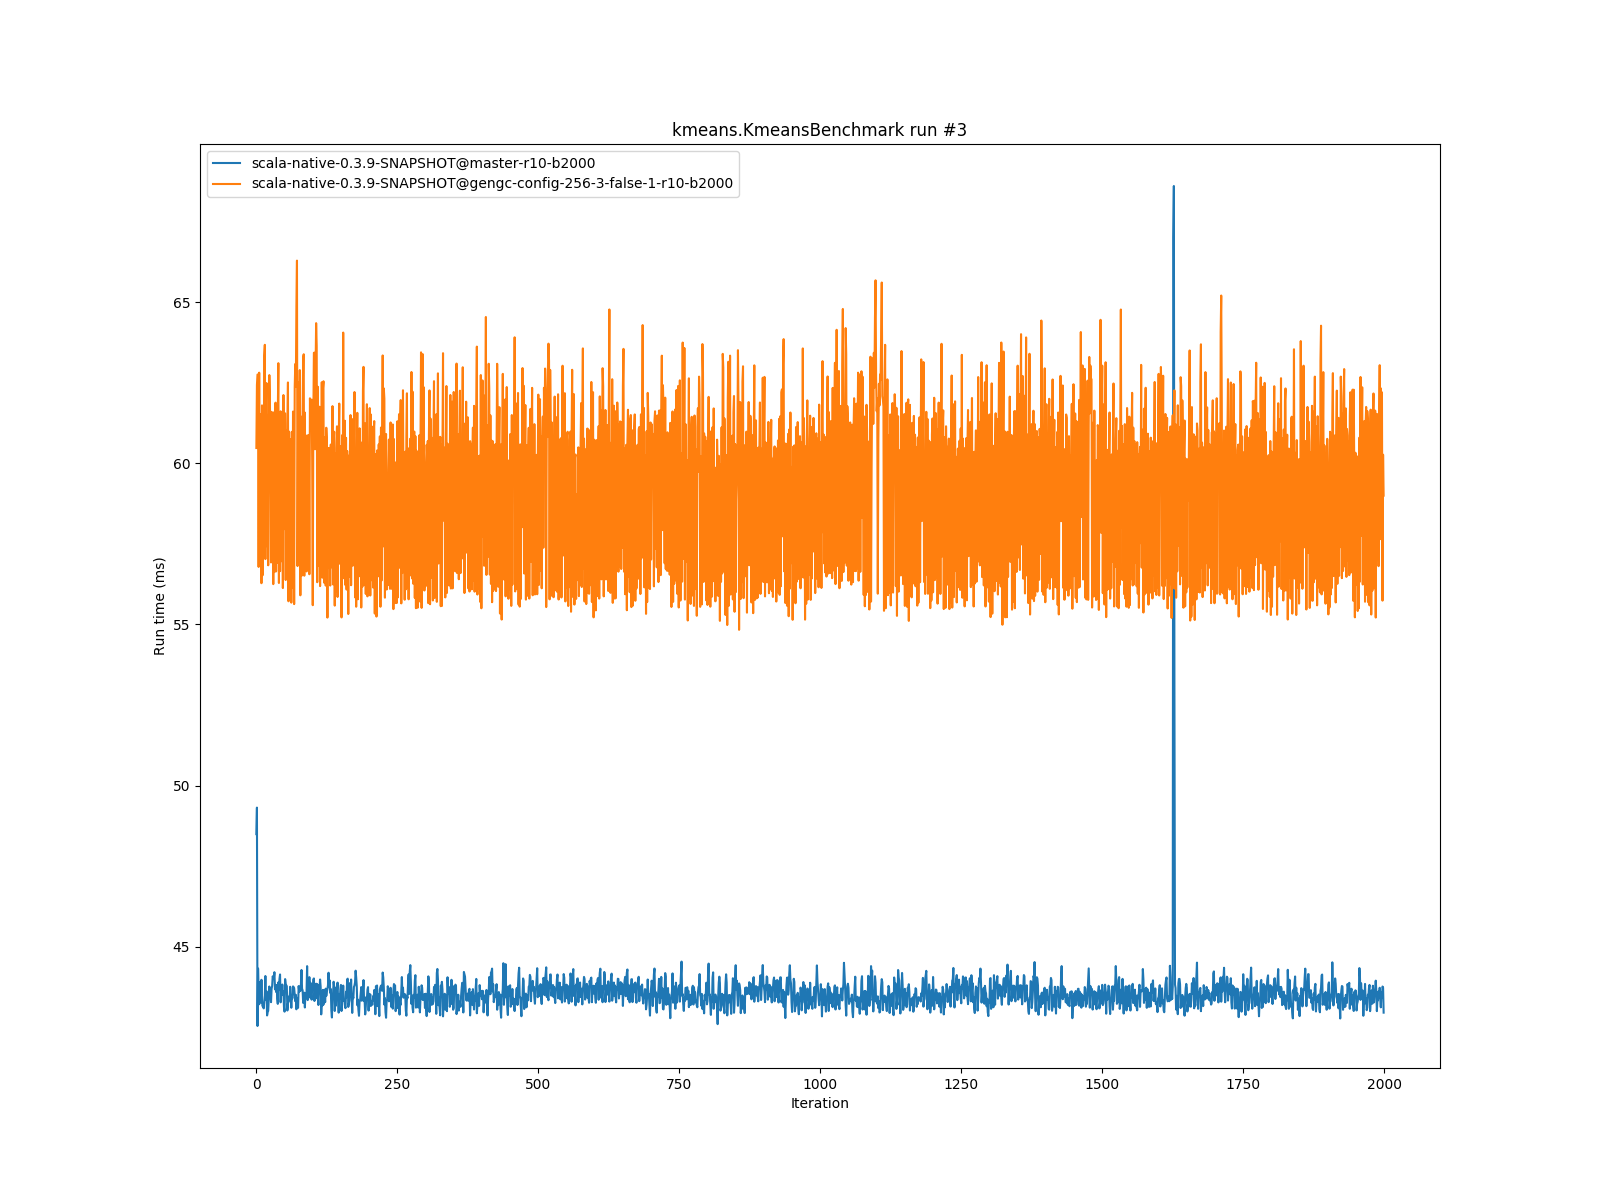 kmeans.KmeansBenchmark run #3
scala-native-0.3.9-SNAPSHOT@master-r10-b2000
scala-native-0.3.9-SNAPSHOT@gengc-config-256-3-false-1-r10-b2000
65
60
55
50
45
Run time (ms)
0 250 500 750 1000 1250 1500 1750 2000
Iteration